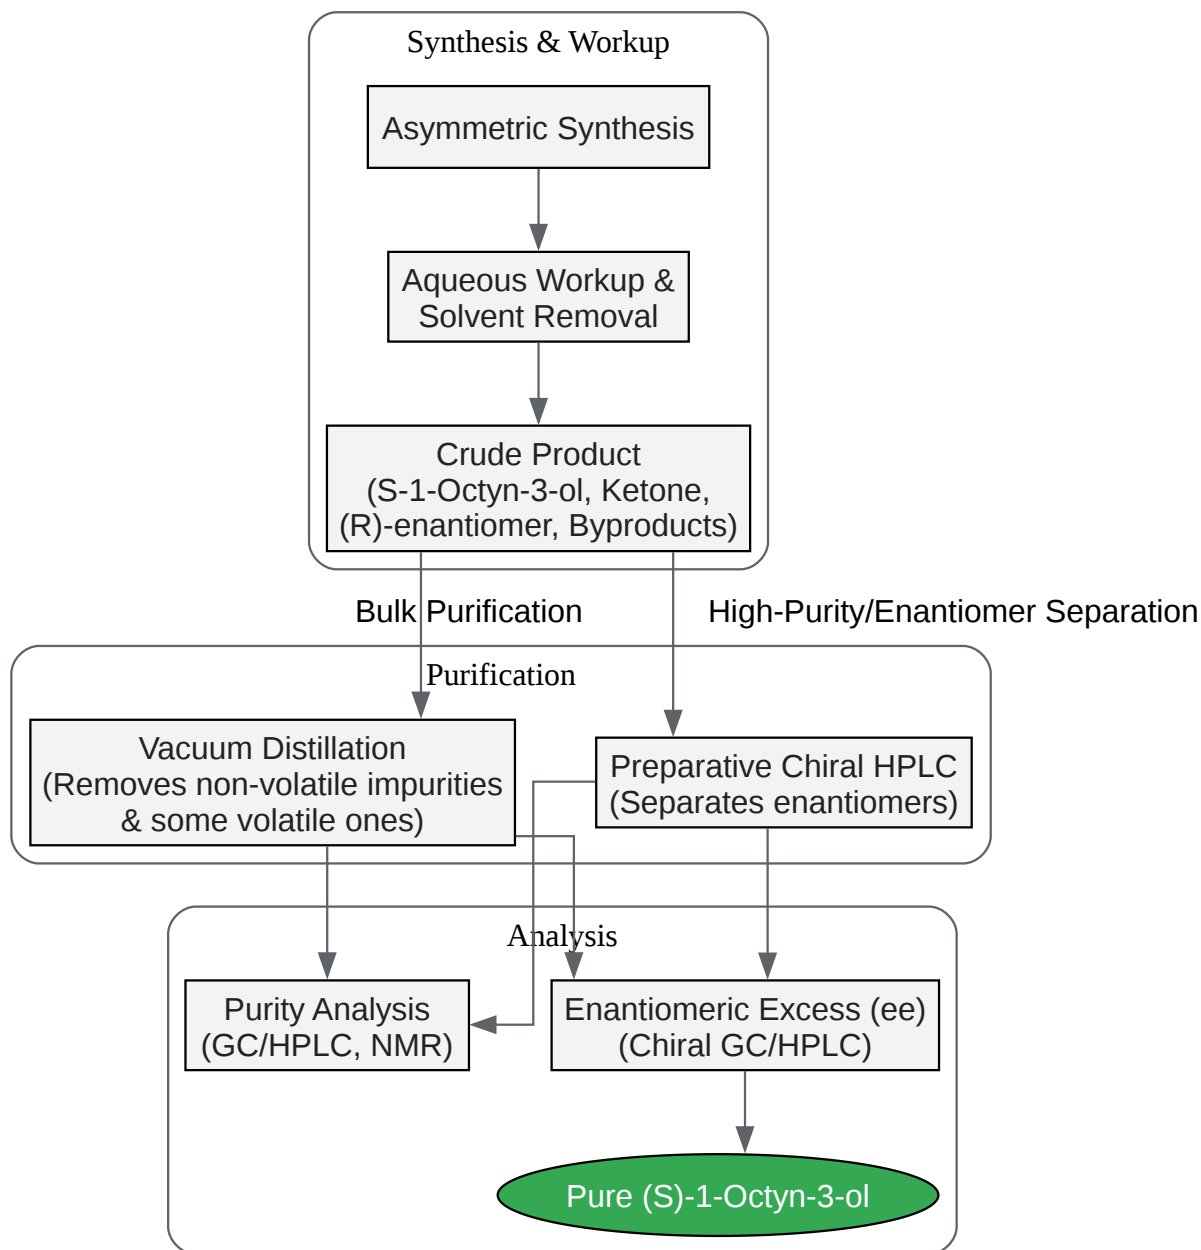 Synthesis & Workup
Asymmetric Synthesis
Aqueous Workup &
Solvent Removal
Crude Product
(S-1-Octyn-3-ol, Ketone,
(R)-enantiomer, Byproducts)
Bulk Purification
High-Purity/Enantiomer Separation
Purification
Vacuum Distillation
(Removes non-volatile impurities
& some volatile ones)
Preparative Chiral HPLC
(Separates enantiomers)
Analysis
Purity Analysis
(GC/HPLC, NMR)
Enantiomeric Excess (ee)
(Chiral GC/HPLC)
Pure (S)-1-Octyn-3-ol